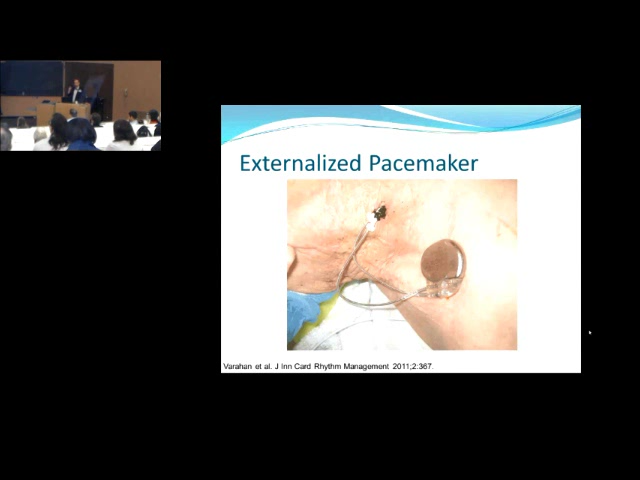 Externalized Pacemaker
Varahan et al. J Inn Card Rhythm Management 2011;2:367.